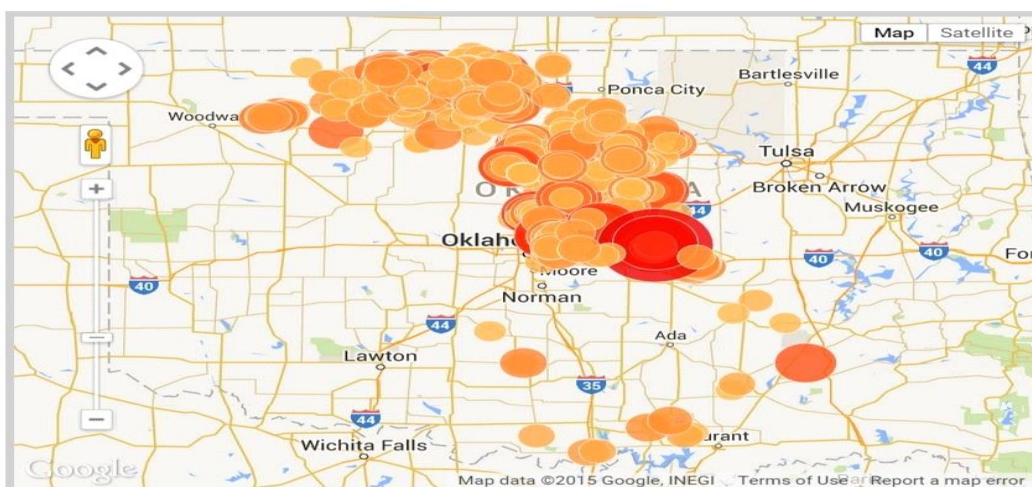 Map Satellite
44
Bartlesville
Ponca City
Woodwa
Tulsa
Broken Arrow
OK A
44
Muskogee
Oklaho
40
40
Fo
40
Moore
Norman
44
Ada
Lawton
35
44
urant
Wichita Falls
Google
Map data ©2015 Google, INEGI Terms of Use Report a map error